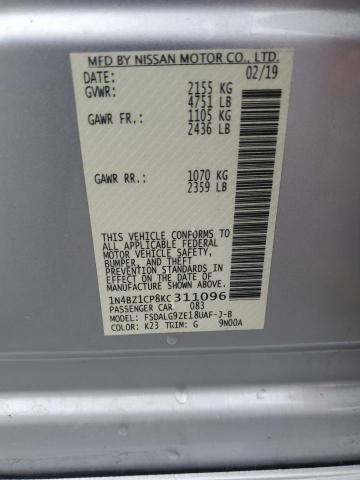 MFD BY NISSAN MOTOR CO., LTD.
DATE: 02/19
GVWR: 2155 KG
4751 LB
GAWR FR.: 1105 KG
2436 LB
GAWR RR.: 1070 KG
2359 LB
THIS VEHICLE CONFORMS TO
ALL APPLICABLE FEDERAL
MOTOR VEHICLE SAFETY,
BUMPER, AND THEFT
PREVENTION STANDARDS IN
EFFECT ON THE DATE OF
MANUFACTURE SHOWN ABOVE.
1N4BZ1CP8KC311096
PASSENGER CAR 083
MODEL: FSDALG9ZE18UAF-J-B
COLOR: K23 TRIM: G 9N00A